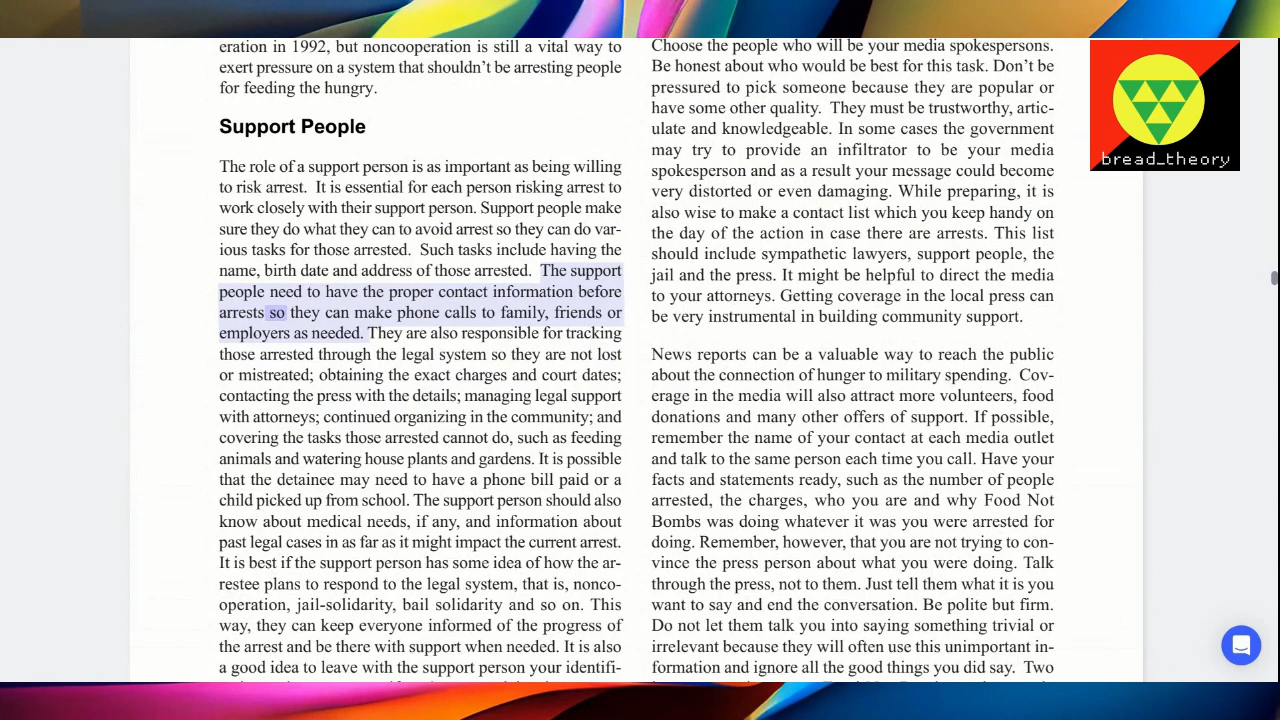 eration in 1992, but noncooperation is still a vital way to
exert pressure on a system that shouldn't be arresting people
for feeding the hungry.
Support People
The role of a support person is as important as being willing
to risk arrest.  It is essential for each person risking arrest to
work closely with their support person. Support people make
sure they do what they can to avoid arrest so they can do var-
ious tasks for those arrested.  Such tasks include having the
name, birth date and address of those arrested.  The support
people need to have the proper contact information before
arrests so they can make phone calls to family, friends or
employers as needed. They are also responsible for tracking
those arrested through the legal system so they are not lost
or mistreated; obtaining the exact charges and court dates;
contacting the press with the details; managing legal support
with attorneys; continued organizing in the community; and
covering the tasks those arrested cannot do, such as feeding
animals and watering house plants and gardens. It is possible
that the detainee may need to have a phone bill paid or a
child picked up from school. The support person should also
know about medical needs, if any, and information about
past legal cases in as far as it might impact the current arrest.
It is best if the support person has some idea of how the ar-
restee plans to respond to the legal system, that is, nonco-
operation, jail-solidarity, bail solidarity and so on. This
way, they can keep everyone informed of the progress of
the arrest and be there with support when needed. It is also
a good idea to leave with the support person your identifi-
Choose the people who will be your media spokespersons.
Be honest about who would be best for this task. Don't be
pressured to pick someone because they are popular or
have some other quality.  They must be trustworthy, artic-
ulate and knowledgeable. In some cases the government
may try to provide an infiltrator to be your media
spokesperson and as a result your message could become
very distorted or even damaging. While preparing, it is
also wise to make a contact list which you keep handy on
the day of the action in case there are arrests. This list
should include sympathetic lawyers, support people, the
jail and the press. It might be helpful to direct the media
to your attorneys. Getting coverage in the local press can
be very instrumental in building community support.
News reports can be a valuable way to reach the public
about the connection of hunger to military spending.  Cov-
erage in the media will also attract more volunteers, food
donations and many other offers of support. If possible,
remember the name of your contact at each media outlet
and talk to the same person each time you call. Have your
facts and statements ready, such as the number of people
arrested, the charges, who you are and why Food Not
Bombs was doing whatever it was you were arrested for
doing. Remember, however, that you are not trying to con-
vince the press person about what you were doing. Talk
through the press, not to them. Just tell them what it is you
want to say and end the conversation. Be polite but firm.
Do not let them talk you into saying something trivial or
irrelevant because they will often use this unimportant in-
formation and ignore all the good things you did say.  Two
bread_theory